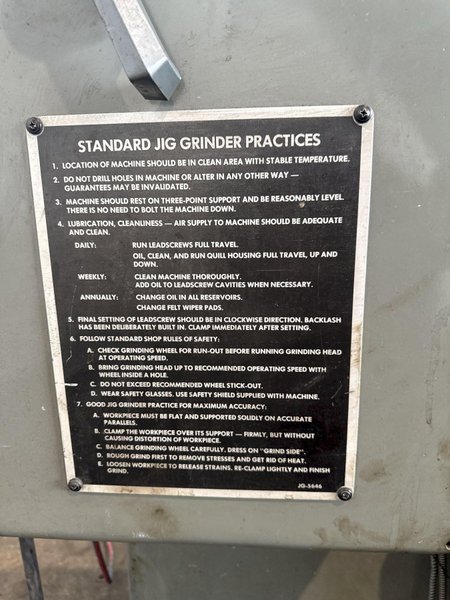 STANDARD JIG GRINDER PRACTICES
1. LOCATION OF MACHINE SHOULD BE IN CLEAN AREA WITH STABLE TEMPERATURE.
2. DO NOT DRILL HOLES IN MACHINE OR ALTER IN ANY OTHER WAY —
GUARANTEES MAY BE INVALIDATED.
3. MACHINE SHOULD REST ON THREE-POINT SUPPORT AND BE REASONABLY LEVEL.
THERE IS NO NEED TO BOLT THE MACHINE DOWN.
4. LUBRICATION, CLEANLINESS — AIR SUPPLY TO MACHINE SHOULD BE ADEQUATE
AND CLEAN.
DAILY: RUN LEADSCREWS FULL TRAVEL.
OIL, CLEAN, AND RUN QUILL HOUSING FULL TRAVEL, UP AND
DOWN.
WEEKLY: CLEAN MACHINE THOROUGHLY.
ADD OIL TO LEADSCREW CAVITIES WHEN NECESSARY.
ANNUALLY: CHANGE OIL IN ALL RESERVOIRS.
CHANGE FELT WIPER PADS.
5. FINAL SETTING OF LEADSCREW SHOULD BE IN CLOCKWISE DIRECTION. BACKLASH
HAS BEEN DELIBERATELY BUILT IN. CLAMP IMMEDIATELY AFTER SETTING.
6. FOLLOW STANDARD SHOP RULES OF SAFETY:
A. CHECK GRINDING WHEEL FOR RUN-OUT BEFORE RUNNING GRINDING HEAD
AT OPERATING SPEED.
B. BRING GRINDING HEAD UP TO RECOMMENDED OPERATING SPEED WITH
WHEEL INSIDE A HOLE.
C. DO NOT EXCEED RECOMMENDED WHEEL STICK-OUT.
D. WEAR SAFETY GLASSES. USE SAFETY SHIELD SUPPLIED WITH MACHINE.
7. GOOD JIG GRINDER PRACTICE FOR MAXIMUM ACCURACY:
A. WORKPIECE MUST BE FLAT AND SUPPORTED SOLIDLY ON ACCURATE
PARALLELS.
B. CLAMP THE WORKPIECE OVER ITS SUPPORT — FIRMLY, BUT WITHOUT
CAUSING DISTORTION OF WORKPIECE.
C. BALANCE GRINDING WHEEL CAREFULLY. DRESS ON "GRIND SIDE".
D. ROUGH GRIND FIRST TO REMOVE STRESSES AND GET RID OF HEAT.
E. LOOSEN WORKPIECE TO RELEASE STRAINS. RE-CLAMP LIGHTLY AND FINISH
GRIND.
JG-5646